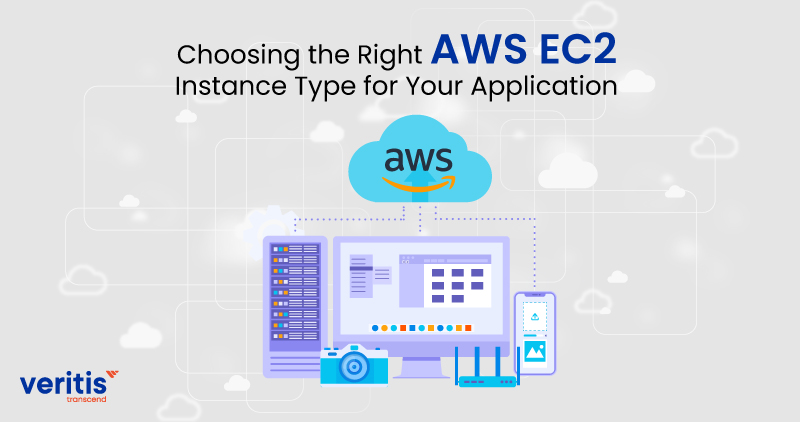 Choosing the Right AWS EC2
Instance Type for Your Application
aws
veritis
transcend